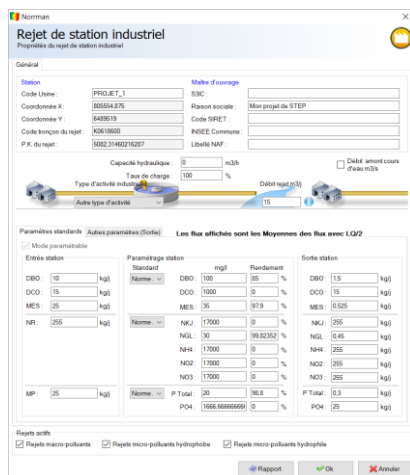 Norrman
Rejet de station industriel
Propriétés du rejet de station industriel
Général
Station
Maître d'ouvrage
Code Usine : PROJET_1
S3IC :
Coordonnée X : 805554,875
Raison sociale : Mon projet de STEP
Coordonnée Y : 6489519
Code SIRET :
Code tronçon du rejet : K0618600
INSEE Commune :
P.K. du rejet : 5082,31460216287
Libellé NAF :
Capacité hydraulique : 0 m3/h
Débit amont cours d'eau m3/s
Taux de charge : 100 %
Type d'activité industriel
Débit rejet m3/j
Autre type d'activité
15
Paramètres standards Autres paramètres (Sortie) Les flux affichés sont les Moyennes des flux avec LQ/2
Mode paramétrable
Entrée station Paramétrage station Sortie station
Standard mg/l Rendement
DBO : 10 kg/j Norme. DBO : 100 85 % DBO : 1,5 kg/j
DCO : 15 kg/j DCO : 1000 0 % DCO : 15 kg/j
MES : 25 kg/j MES : 35 97,9 % MES : 0,525 kg/j
NR : 255 kg/j Norme. NKJ : 17000 0 % NKJ : 255 kg/j
NGL : 30 99,82352 % NGL : 0,45 kg/j
NH4 : 17000 0 % NH4 : 255 kg/j
NO2 : 17000 0 % NO2 : 255 kg/j
NO3 : 17000 0 % NO3 : 255 kg/j
MP : 25 kg/j Norme. P Total : 20 98,8 % P Total : 0,3 kg/j
PO4 : 1666,66666666 0 % PO4 : 25 kg/j
Rejets actifs
Rejets macro-polluants Rejets micro-polluants hydrophobe Rejets micro-polluants hydrophile
Rapport Ok Annuler